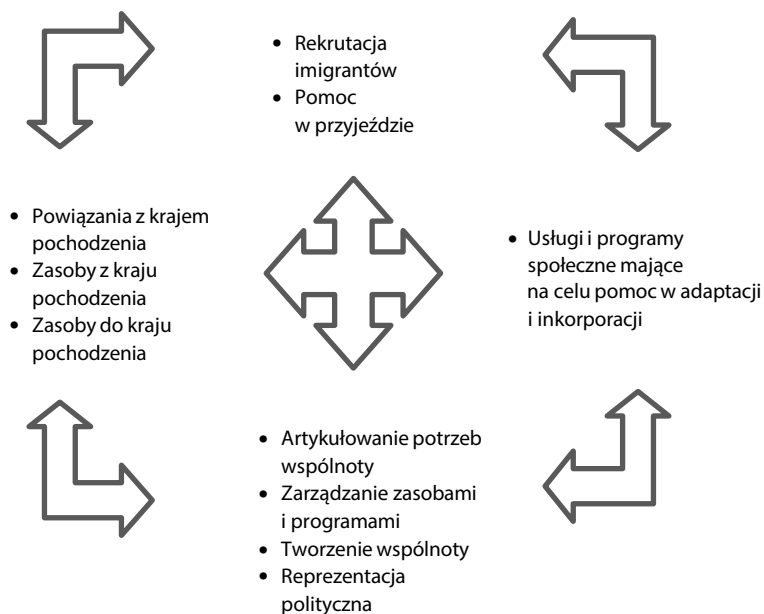 • Rekrutacja
imigrantów
• Pomoc
w przyjeździe
• Powiązania z krajem
pochodzenia
• Zasoby z kraju
pochodzenia
• Zasoby do kraju
pochodzenia
• Usługi i programy
społeczne mające
na celu pomoc w adaptacji
i inkorporacji
• Artykułowanie potrzeb
wspólnoty
• Zarządzanie zasobami
i programami
• Tworzenie wspólnoty
• Reprezentacja
polityczna